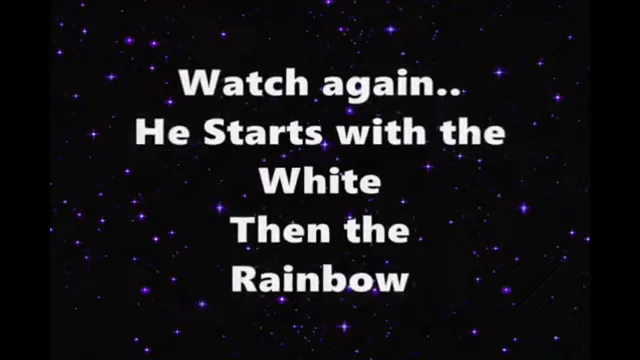 Watch again..
He Starts with the
White
Then the
Rainbow